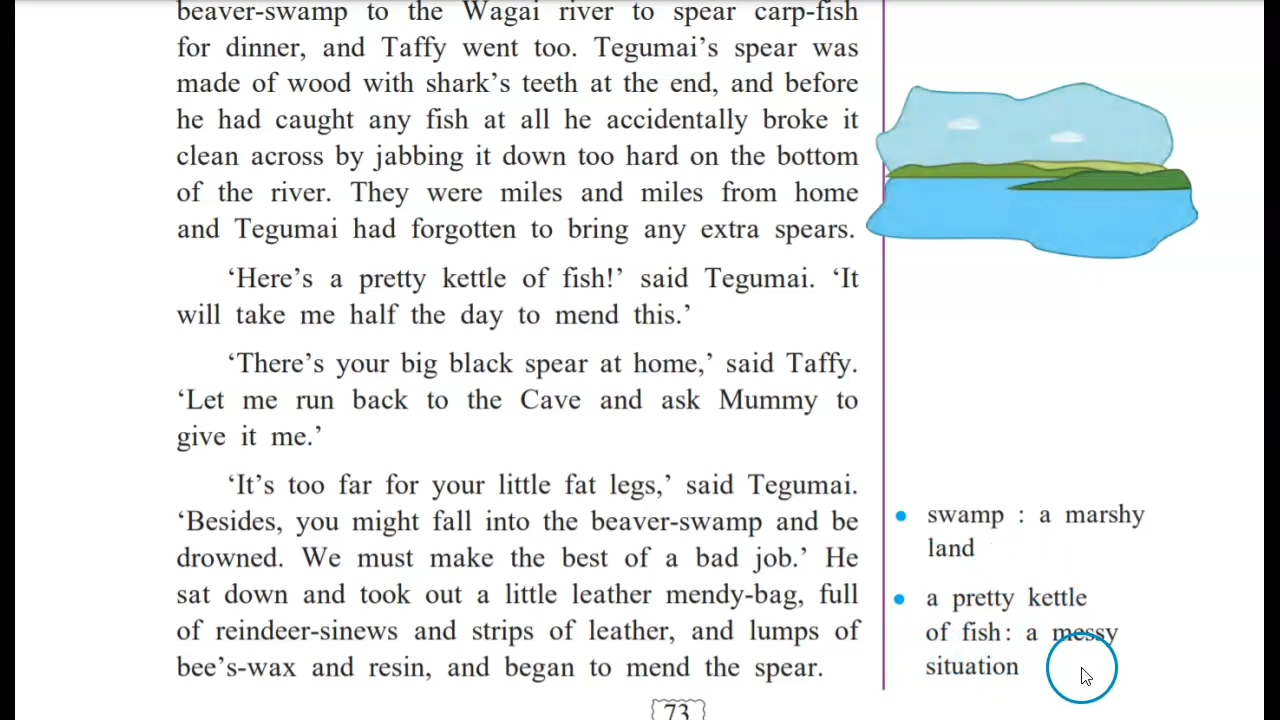 beaver-swamp to the Wagai river to spear carp-fish
for dinner, and Taffy went too. Tegumai’s spear was
made of wood with shark’s teeth at the end, and before
he had caught any fish at all he accidentally broke it
clean across by jabbing it down too hard on the bottom
of the river. They were miles and miles from home
and Tegumai had forgotten to bring any extra spears.
‘Here’s a pretty kettle of fish!’ said Tegumai. ‘It
will take me half the day to mend this.’
‘There’s your big black spear at home,’ said Taffy.
‘Let me run back to the Cave and ask Mummy to
give it me.’
‘It’s too far for your little fat legs,’ said Tegumai.
‘Besides, you might fall into the beaver-swamp and be
drowned. We must make the best of a bad job.’ He
sat down and took out a little leather mendy-bag, full
of reindeer-sinews and strips of leather, and lumps of
bee’s-wax and resin, and began to mend the spear.
• swamp : a marshy
land
• a pretty kettle
of fish: a messy
situation
73